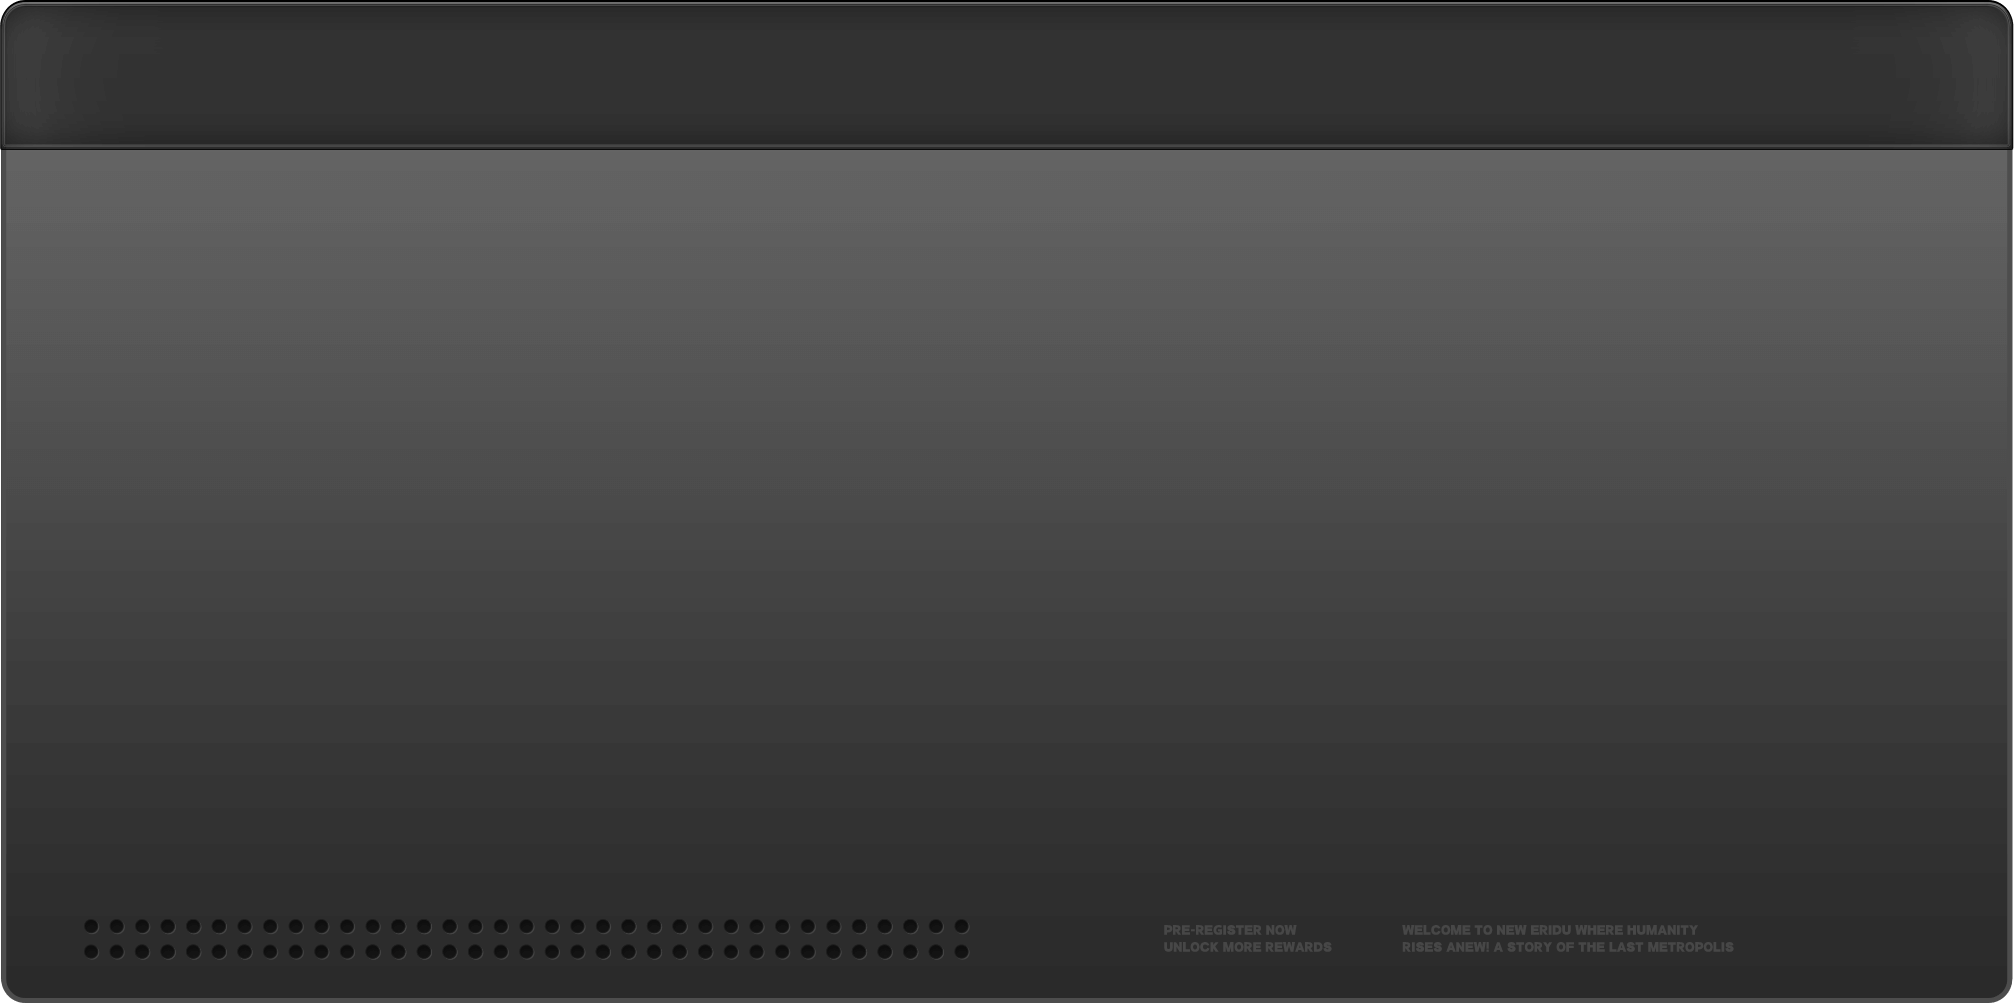 PRE-REGISTER NOW
UNLOCK MORE REWARDS
WELCOME TO NEW ERIDU WHERE HUMANITY
RISES ANEW! A STORY OF THE LAST METROPOLIS